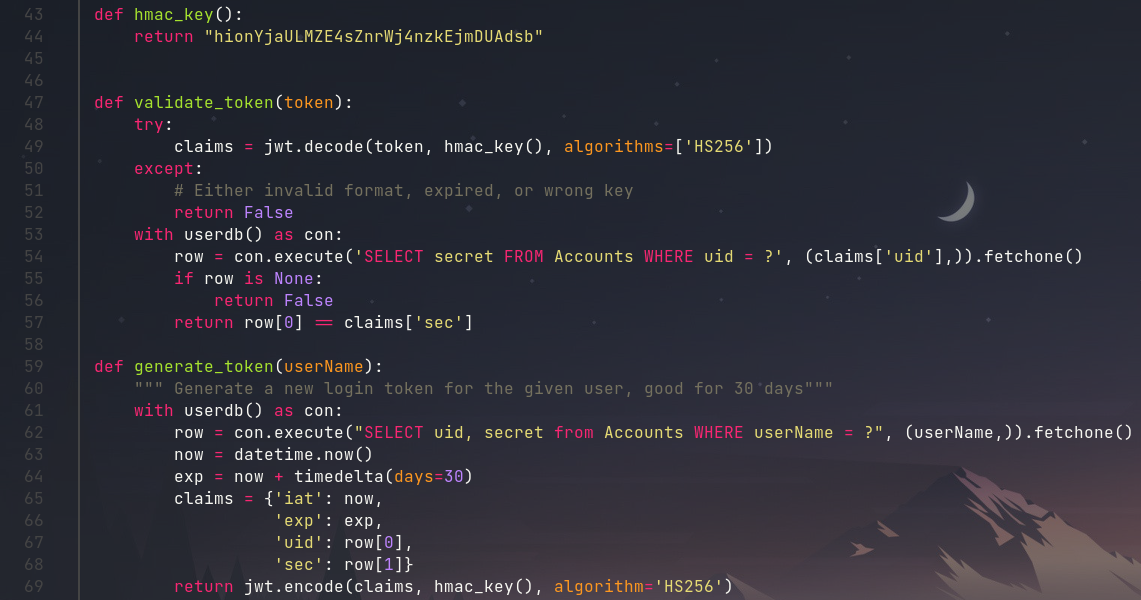 43 def hmac_key():
44     return "hionYjaULMZE4sZnrWj4nzkEjmDUAdsb"
45
46
47 def validate_token(token):
48     try:
49         claims = jwt.decode(token, hmac_key(), algorithms=['HS256'])
50     except:
51         # Either invalid format, expired, or wrong key
52         return False
53     with userdb() as con:
54         row = con.execute('SELECT secret FROM Accounts WHERE uid = ?', (claims['uid'],)).fetchone()
55         if row is None:
56             return False
57         return row[0] == claims['sec']
58
59 def generate_token(userName):
60     """ Generate a new login token for the given user, good for 30 days"""
61     with userdb() as con:
62         row = con.execute("SELECT uid, secret from Accounts WHERE userName = ?", (userName,)).fetchone()
63         now = datetime.now()
64         exp = now + timedelta(days=30)
65         claims = {'iat': now,
66                   'exp': exp,
67                   'uid': row[0],
68                   'sec': row[1]}
69         return jwt.encode(claims, hmac_key(), algorithm='HS256')